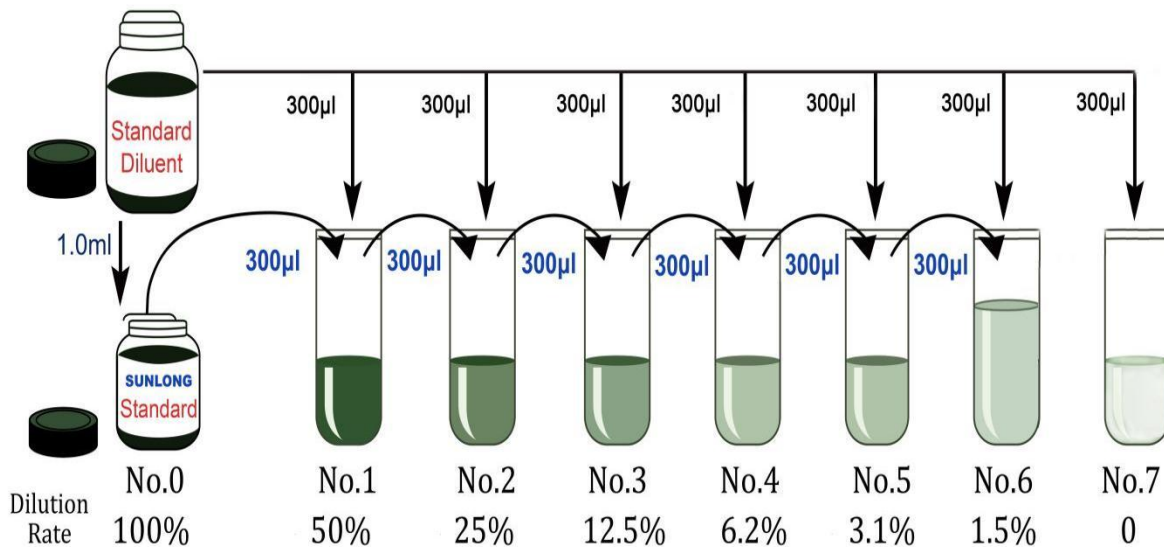 300µl 300µl 300µl 300µl 300µl 300µl 300µl
Standard
Diluent
1.0ml
300µl 300µl 300µl 300µl 300µl 300µl
SUNLONG
Standard
No.0 No.1 No.2 No.3 No.4 No.5 No.6 No.7
Dilution
Rate 100% 50% 25% 12.5% 6.2% 3.1% 1.5% 0